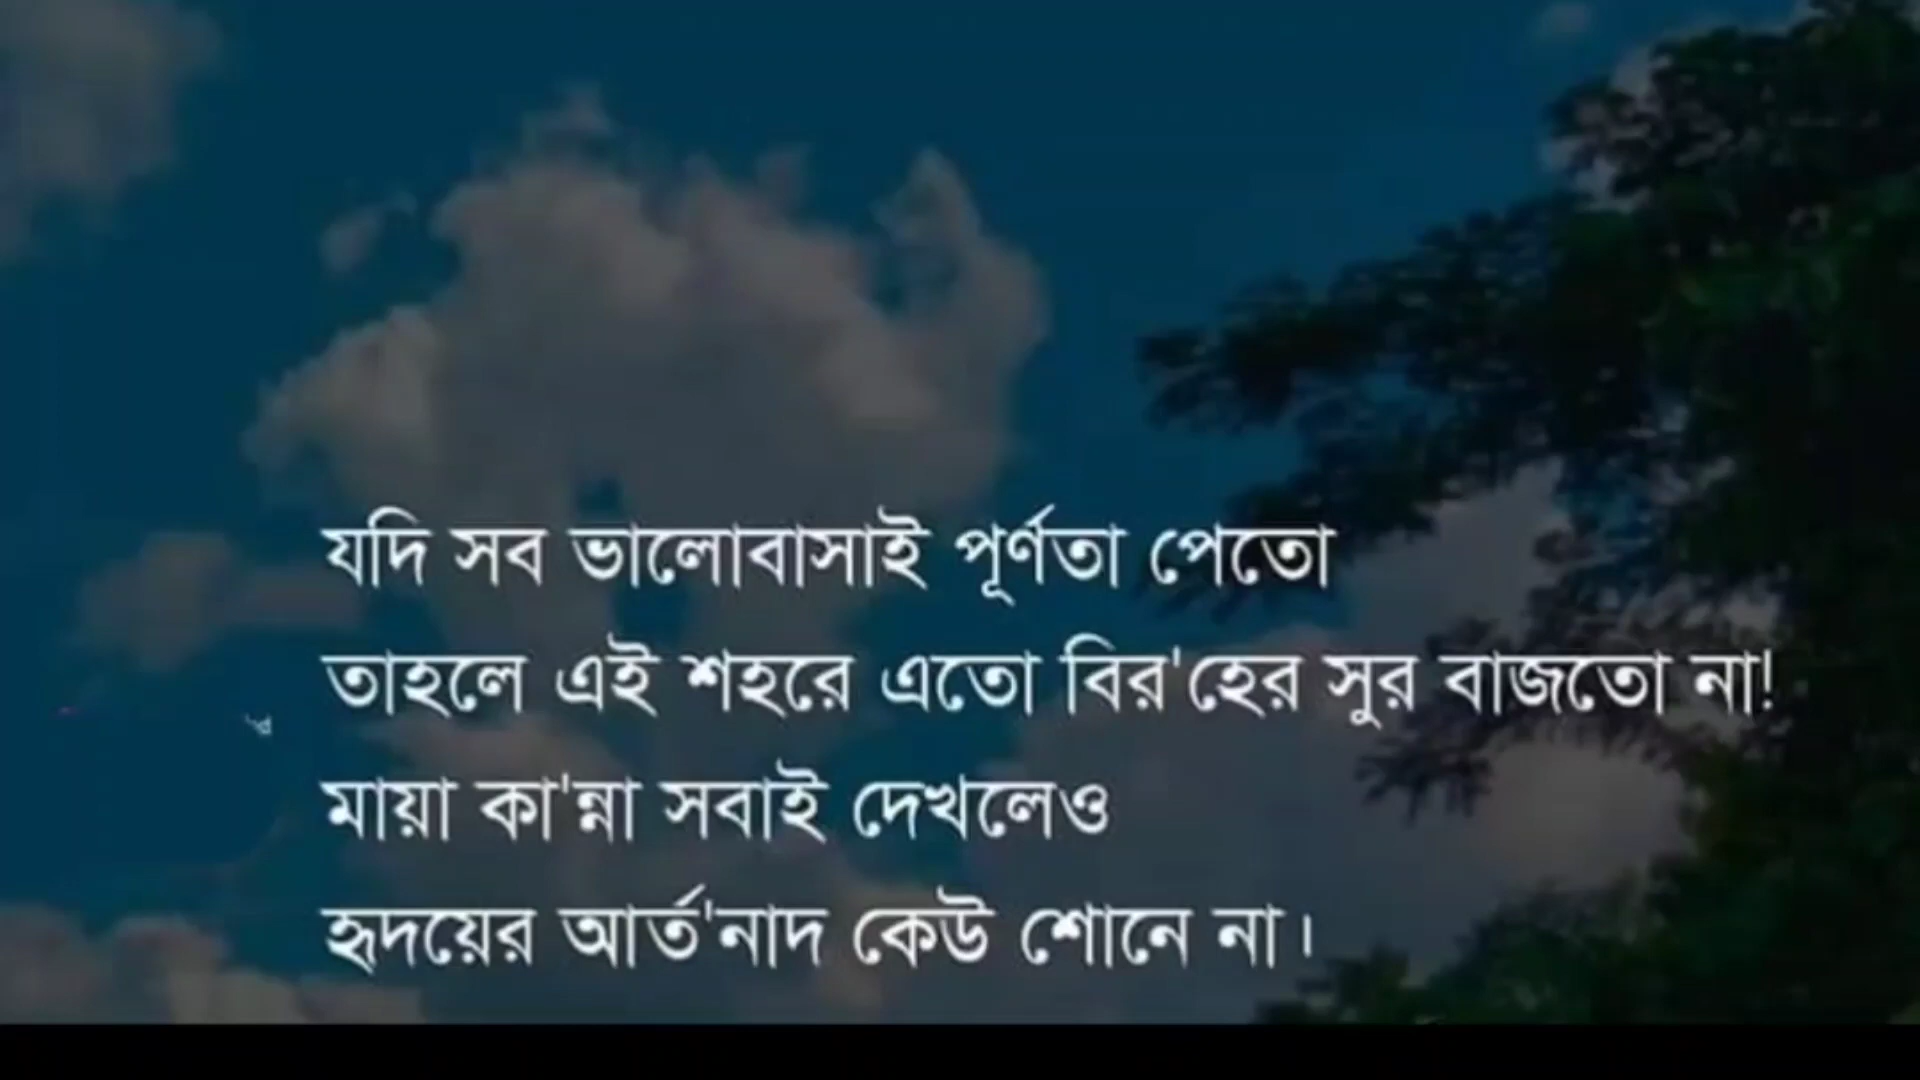 যদি সব ভালোবাসাই পূর্ণতা পেতো
তাহলে এই শহরে এতো বির'হের সুর বাজতো না!
মায়া কা'ন্না সবাই দেখলেও
হৃদয়ের আর্ত'নাদ কেউ শোনে না।